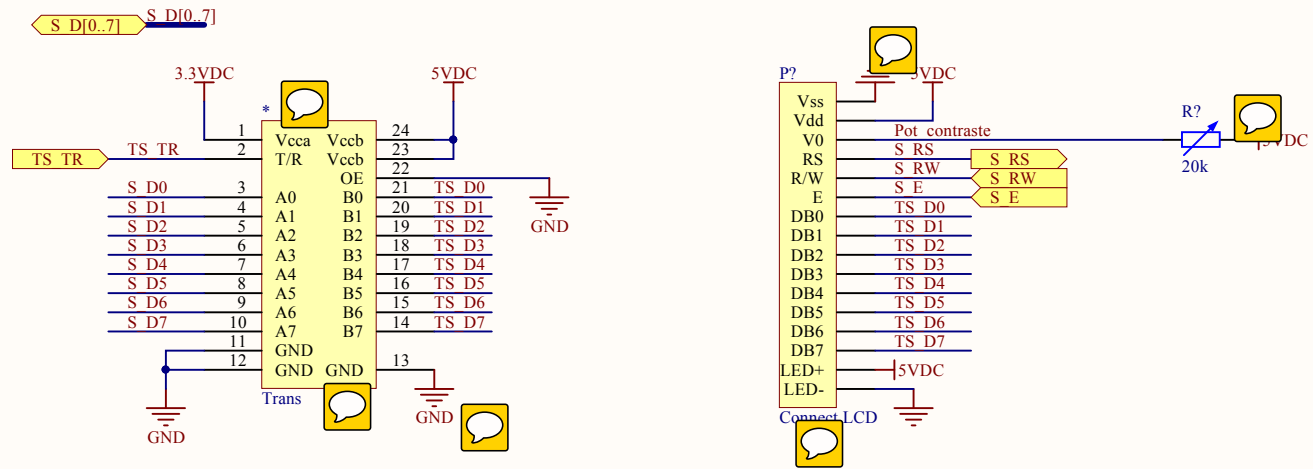 S_D[0..7] S_D[0..7]
3.3VDC 5VDC
*
1 Vcca Vccb 24
TS_TR TS_TR 2 T/R Vccb 23
OE 22
S_D0 3 A0 B0 21 TS_D0
S_D1 4 A1 B1 20 TS_D1
S_D2 5 A2 B2 19 TS_D2
S_D3 6 A3 B3 18 TS_D3
S_D4 7 A4 B4 17 TS_D4
S_D5 8 A5 B5 16 TS_D5
S_D6 9 A6 B6 15 TS_D6
S_D7 10 A7 B7 14 TS_D7
11 GND
12 GND GND 13
Trans
GND
GND
GND
P?
5VDC
Vss
Vdd
V0 Pot_contraste
R?
20k
5VDC
RS S_RS S_RS
R/W S_RW S_RW
E S_E S_E
DB0 TS_D0
DB1 TS_D1
DB2 TS_D2
DB3 TS_D3
DB4 TS_D4
DB5 TS_D5
DB6 TS_D6
DB7 TS_D7
LED+ 5VDC
LED-
Connect LCD